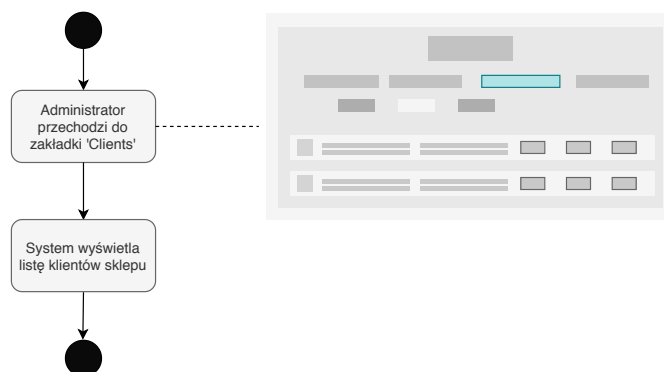 Administrator
przechodzi do
zakładki 'Clients'
System wyświetla
listę klientów sklepu